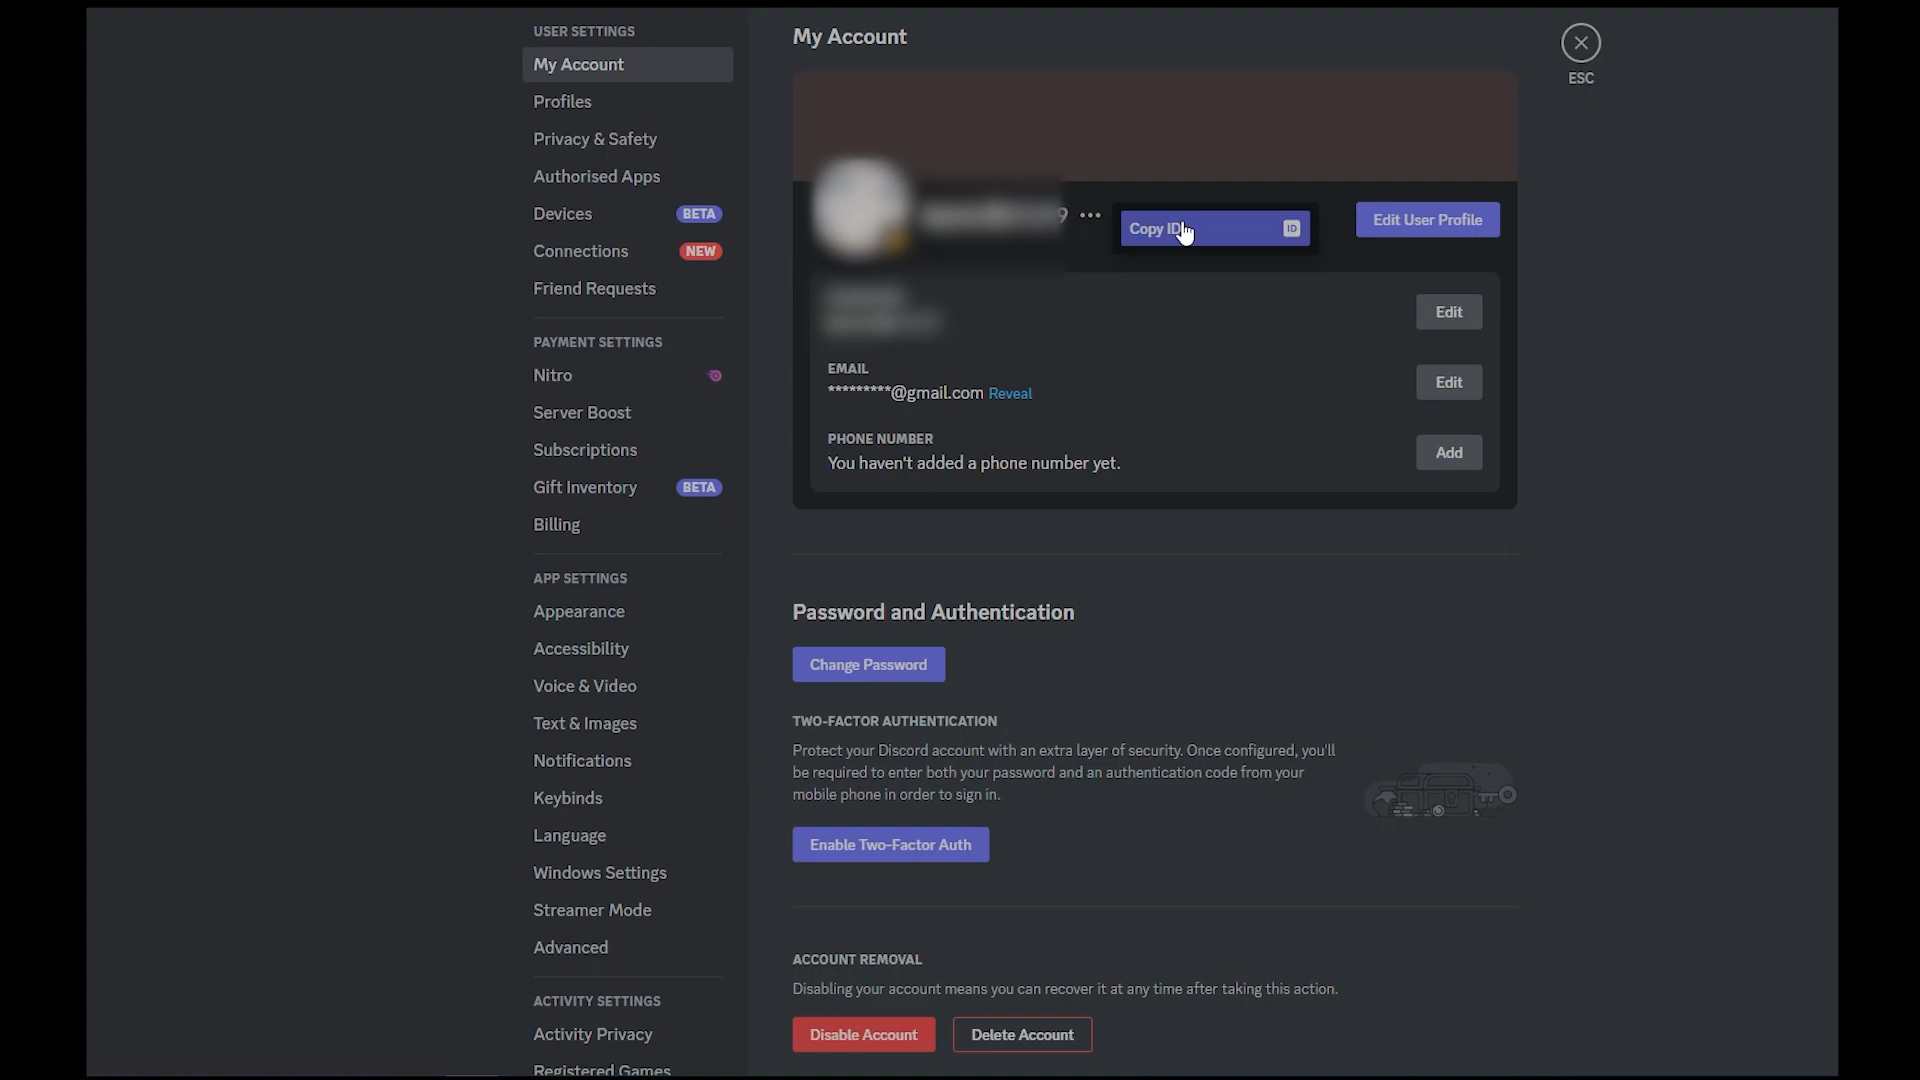 USER SETTINGS
My Account
Profiles
Privacy & Safety
Authorised Apps
Devices BETA
Connections NEW
Friend Requests
PAYMENT SETTINGS
Nitro
Server Boost
Subscriptions
Gift Inventory BETA
Billing
APP SETTINGS
Appearance
Accessibility
Voice & Video
Text & Images
Notifications
Keybinds
Language
Windows Settings
Streamer Mode
Advanced
ACTIVITY SETTINGS
Activity Privacy
Registered Games
My Account
ESC
9 •••
Copy ID ID
Edit User Profile
Edit
EMAIL
*********@gmail.com Reveal
Edit
PHONE NUMBER
You haven't added a phone number yet.
Add
Password and Authentication
Change Password
TWO-FACTOR AUTHENTICATION
Protect your Discord account with an extra layer of security. Once configured, you'll
be required to enter both your password and an authentication code from your
mobile phone in order to sign in.
Enable Two-Factor Auth
ACCOUNT REMOVAL
Disabling your account means you can recover it at any time after taking this action.
Disable Account Delete Account